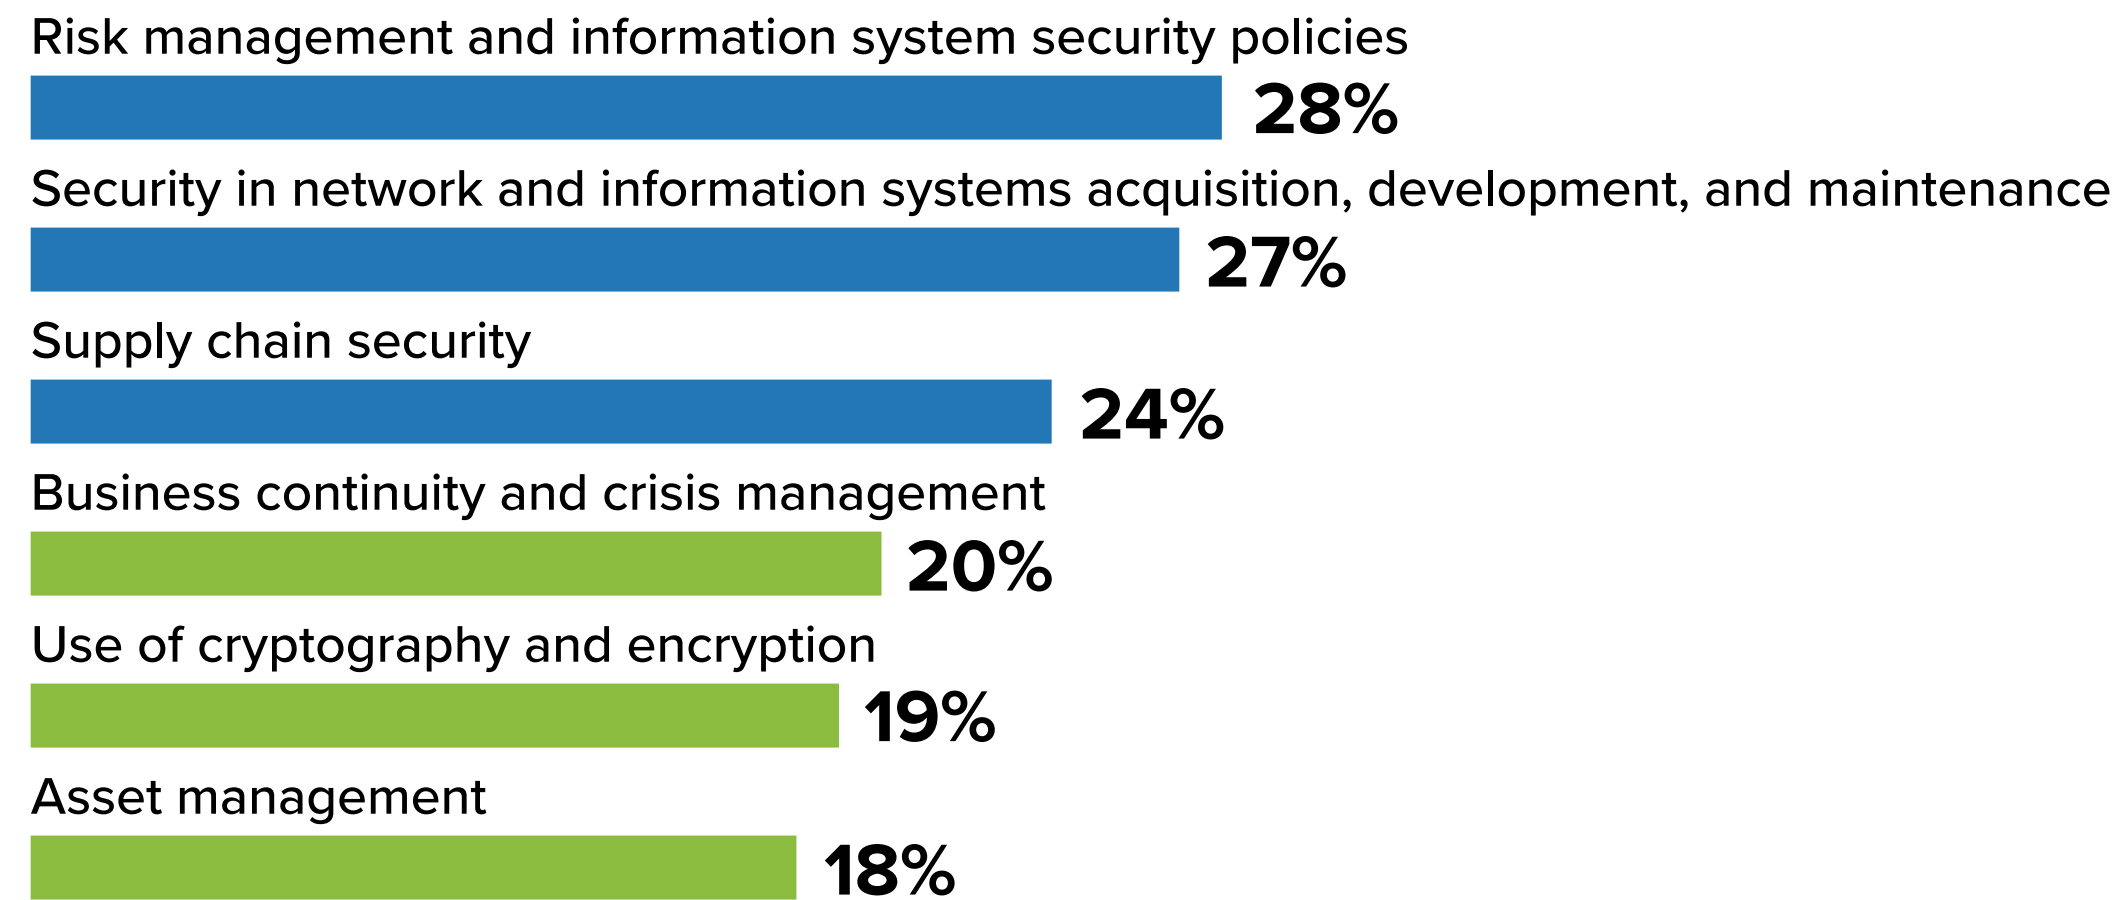 Risk management and information system security policies
28%
Security in network and information systems acquisition, development, and maintenance
27%
Supply chain security
24%
Business continuity and crisis management
20%
Use of cryptography and encryption
19%
Asset management
18%